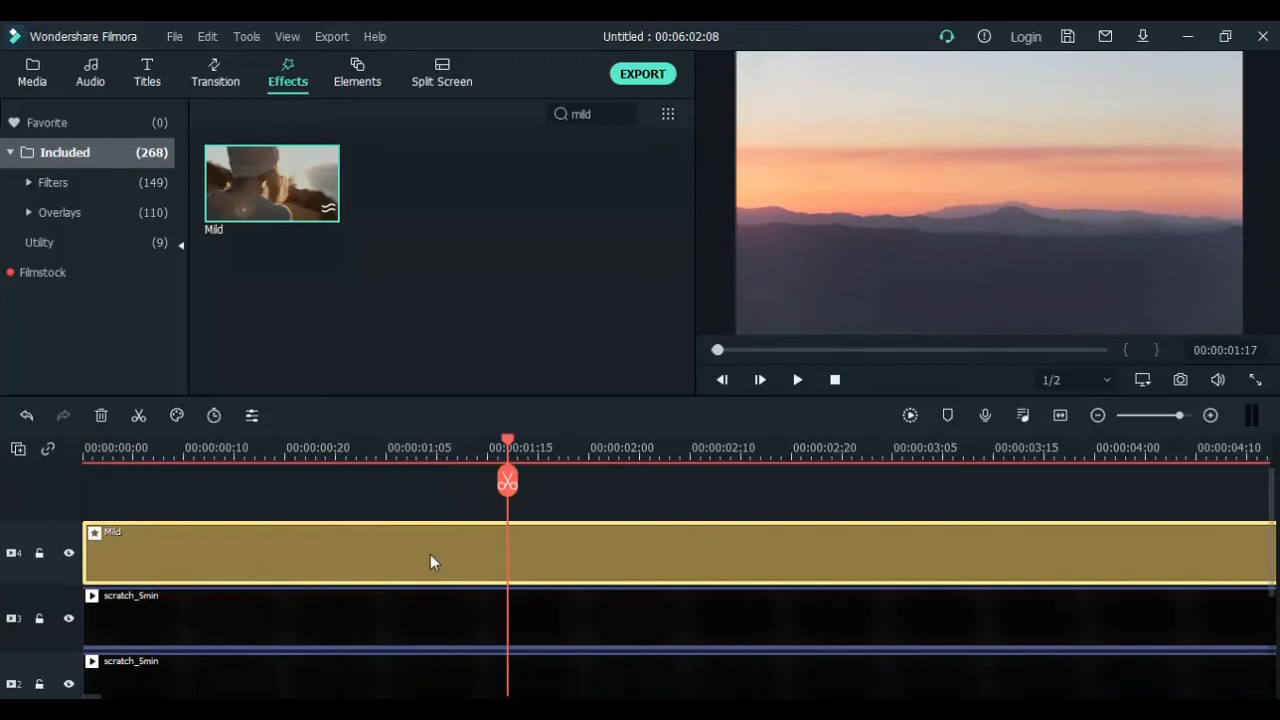 Wondershare Filmora File Edit Tools View Export Help Untitled : 00:06:02:08 Login
Media Audio Titles Transition Effects Elements Split Screen EXPORT
Favorite (0)
mild
Included (268)
Filters (149)
Overlays (110)
Mild
Utility (9)
Filmstock
{ } 00:00:01:17
1/2
00:00:00:00 00:00:00:10 00:00:00:20 00:00:01:05 00:00:01:15 00:00:02:00 00:00:02:10 00:00:02:20 00:00:03:05 00:00:03:15 00:00:04:00 00:00:04:10
Mild
4
scratch_5min
3
scratch_5min
2